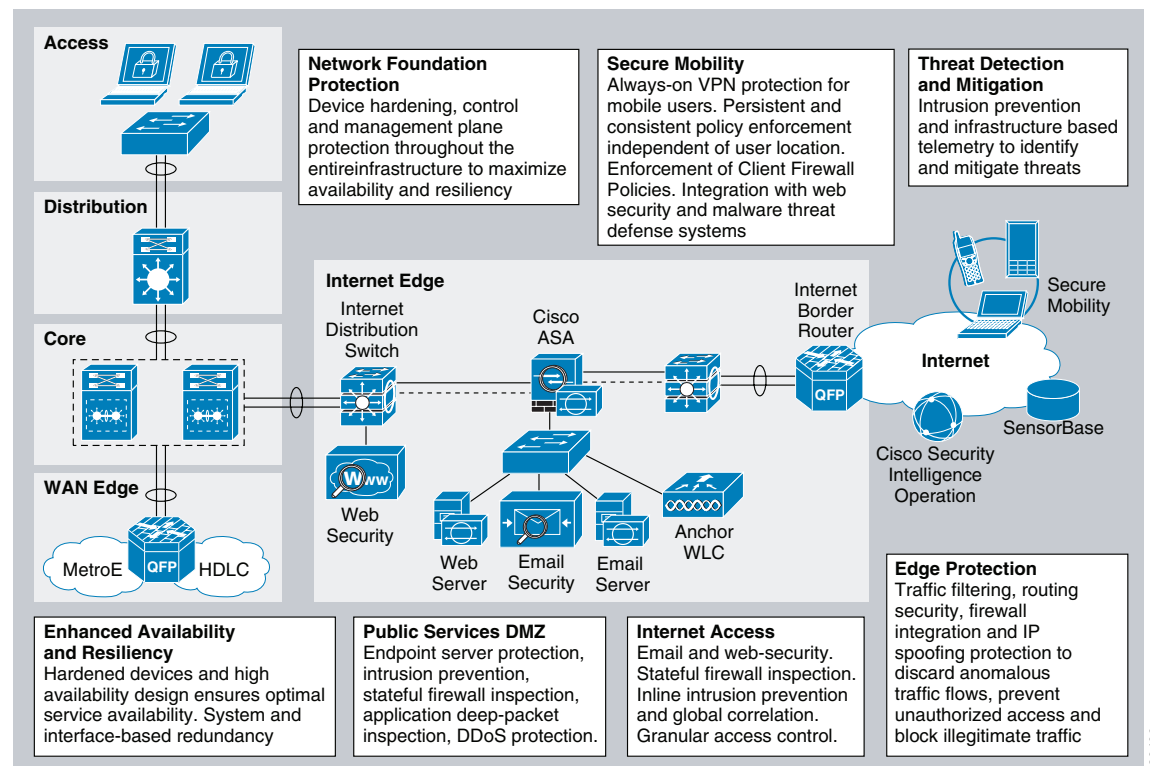 Access
Network Foundation
Protection
Device hardening, control
and management plane
protection throughout the
entireinfrastructure to maximize
availability and resiliency
Secure Mobility
Always-on VPN protection for
mobile users. Persistent and
consistent policy enforcement
independent of user location.
Enforcement of Client Firewall
Policies. Integration with web
security and malware threat
defense systems
Threat Detection
and Mitigation
Intrusion prevention
and infrastructure based
telemetry to identify
and mitigate threats
Distribution
Core
WAN Edge
MetroE
QFP
HDLC
Internet Edge
Internet
Distribution
Switch
Cisco
ASA
Internet
Border
Router
QFP
Secure
Mobility
Internet
SensorBase
Cisco Security
Intelligence
Operation
Www
Web
Security
Web
Server
Email
Security
Email
Server
Anchor
WLC
Edge Protection
Traffic filtering, routing
security, firewall
integration and IP
spoofing protection to
discard anomalous
traffic flows, prevent
unauthorized access and
block illegitimate traffic
Enhanced Availability
and Resiliency
Hardened devices and high
availability design ensures optimal
service availability. System and
interface-based redundancy
Public Services DMZ
Endpoint server protection,
intrusion prevention,
stateful firewall inspection,
application deep-packet
inspection, DDoS protection.
Internet Access
Email and web-security.
Stateful firewall inspection.
Inline intrusion prevention
and global correlation.
Granular access control.